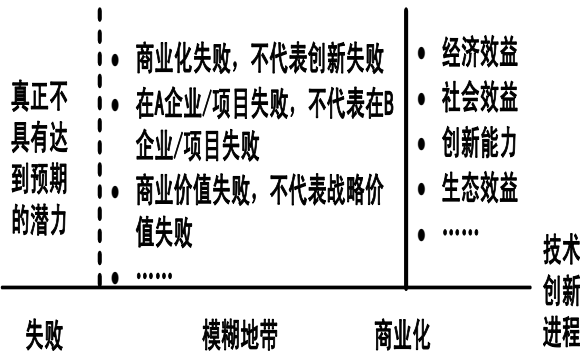 真正不
具有达
到预期
的潜力
• 商业化失败，不代表创新失败
• 在A企业/项目失败，不代表在B
企业/项目失败
• 商业价值失败，不代表战略价
值失败
• ……
• 经济效益
• 社会效益
• 创新能力
• 生态效益
• ……
失败
模糊地带
商业化
技术
创新
进程